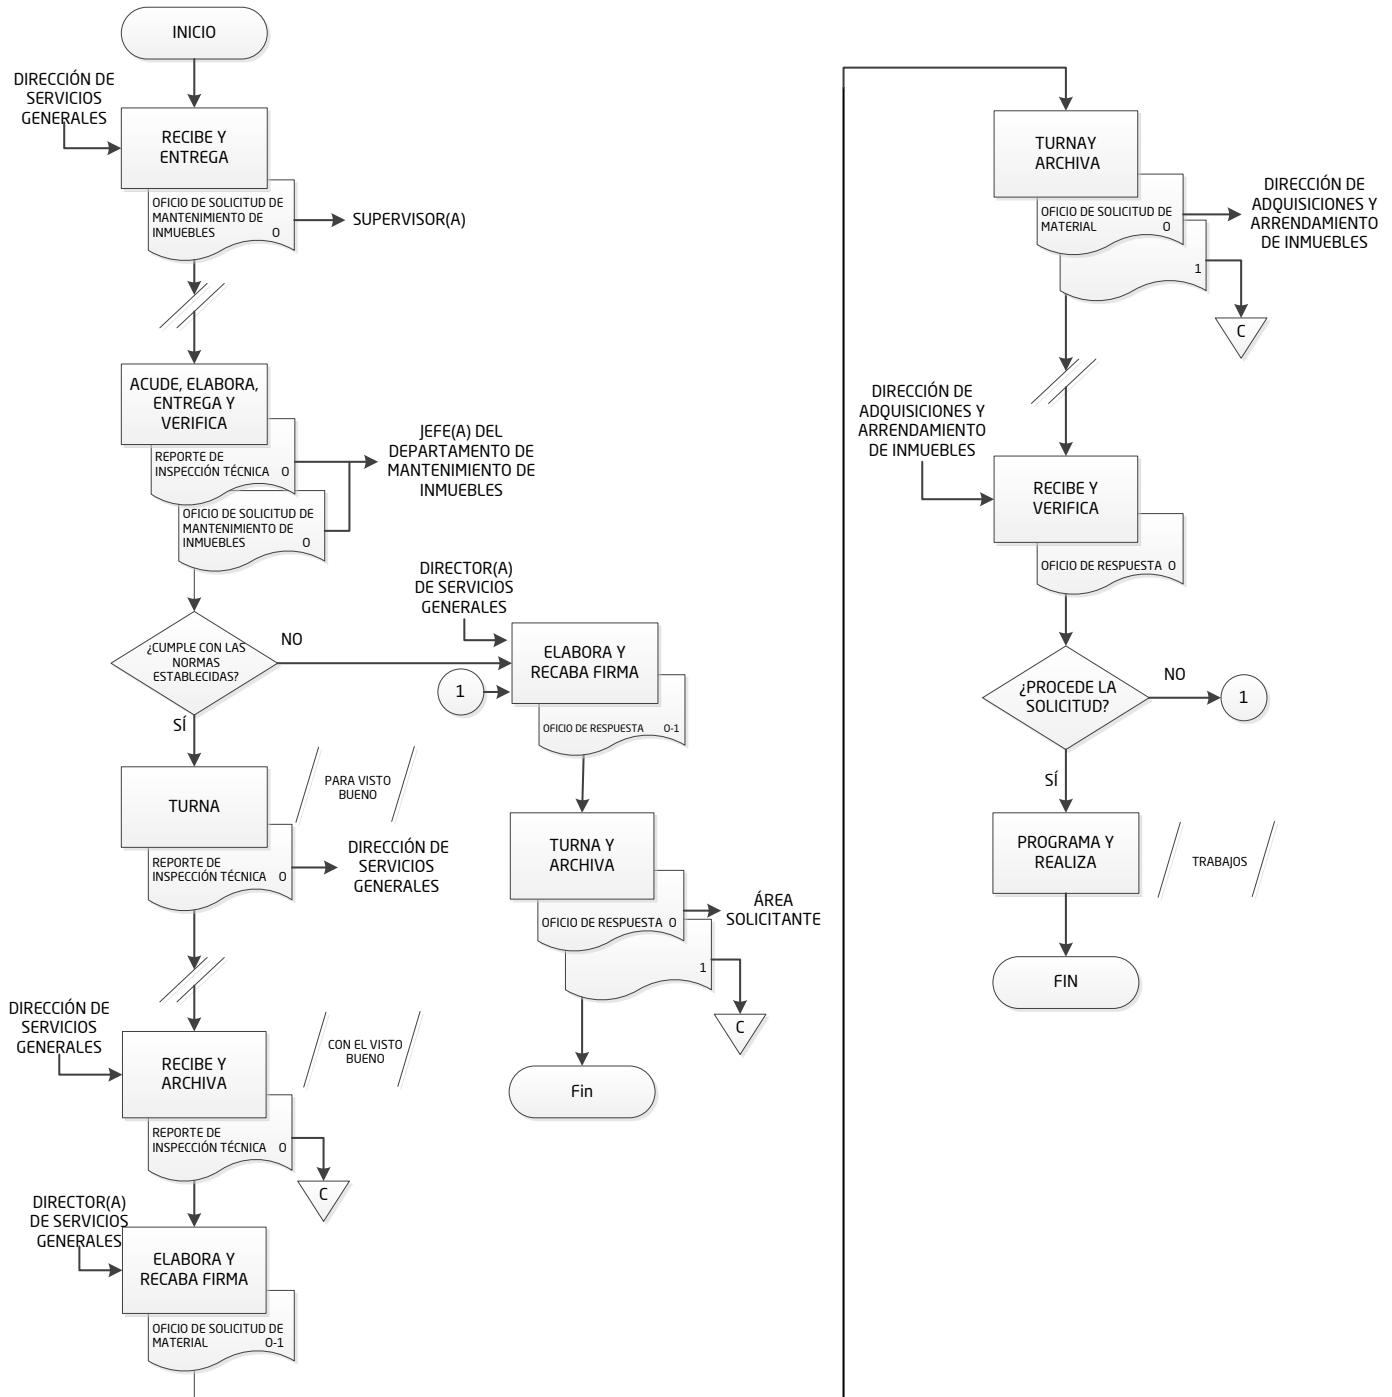 INICIO
DIRECCIÓN DE
SERVICIOS
GENERALES
RECIBE Y
ENTREGA
OFICIO DE SOLICITUD DE
MANTENIMIENTO DE
INMUEBLES 0
SUPERVISOR(A)
ACUDE, ELABORA,
ENTREGA Y
VERIFICA
REPORTE DE
INSPECCIÓN TÉCNICA 0
OFICIO DE SOLICITUD DE
MANTENIMIENTO DE
INMUEBLES 0
JEFE(A) DEL
DEPARTAMENTO DE
MANTENIMIENTO DE
INMUEBLES
¿CUMPLE CON LAS
NORMAS
ESTABLECIDAS?
NO
SÍ
DIRECTOR(A)
DE SERVICIOS
GENERALES
1
ELABORA Y
RECABA FIRMA
OFICIO DE RESPUESTA 0-1
TURNA Y
ARCHIVA
OFICIO DE RESPUESTA 0
1
ÁREA
SOLICITANTE
C
Fin
TURNA
PARA VISTO
BUENO
REPORTE DE
INSPECCIÓN TÉCNICA 0
DIRECCIÓN DE
SERVICIOS
GENERALES
DIRECCIÓN DE
SERVICIOS
GENERALES
RECIBE Y
ARCHIVA
CON EL VISTO
BUENO
REPORTE DE
INSPECCIÓN TÉCNICA 0
C
DIRECTOR(A)
DE SERVICIOS
GENERALES
ELABORA Y
RECABA FIRMA
OFICIO DE SOLICITUD DE
MATERIAL 0-1
TURNAY
ARCHIVA
OFICIO DE SOLICITUD DE
MATERIAL 0
1
DIRECCIÓN DE
ADQUISICIONES Y
ARRENDAMIENTO
DE INMUEBLES
C
DIRECCIÓN DE
ADQUISICIONES Y
ARRENDAMIENTO
DE INMUEBLES
RECIBE Y
VERIFICA
OFICIO DE RESPUESTA 0
¿PROCEDE LA
SOLICITUD?
NO
1
SÍ
PROGRAMA Y
REALIZA
TRABAJOS
FIN